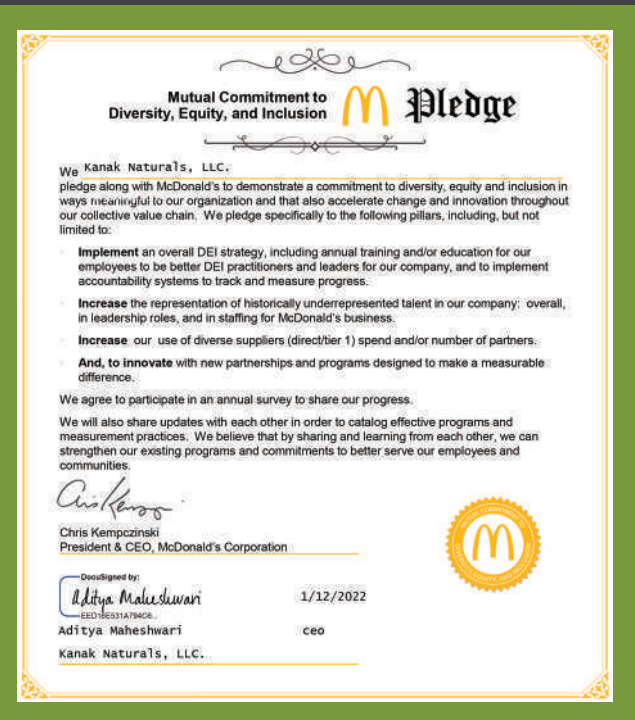 Mutual Commitment to
Diversity, Equity, and Inclusion
Pledge
We Kanak Naturals, LLC.
pledge along with McDonald's to demonstrate a commitment to diversity, equity and inclusion in
ways meaningful to our organization and that also accelerate change and innovation throughout
our collective value chain. We pledge specifically to the following pillars, including, but not
limited to:
Implement an overall DEI strategy, including annual training and/or education for our
employees to be better DEI practitioners and leaders for our company, and to implement
accountability systems to track and measure progress.
Increase the representation of historically underrepresented talent in our company: overall,
in leadership roles, and in staffing for McDonald's business.
Increase our use of diverse suppliers (direct/tier 1) spend and/or number of partners.
And, to innovate with new partnerships and programs designed to make a measurable
difference.
We agree to participate in an annual survey to share our progress.
We will also share updates with each other in order to catalog effective programs and
measurement practices. We believe that by sharing and learning from each other, we can
strengthen our existing programs and commitments to better serve our employees and
communities.
Chris Kempczinski
President & CEO, McDonald's Corporation
MUTUAL COMMITMENT TO
DIVERSITY, EQUITY, AND INCLUSION
DocuSigned by:
Aditya Maheshwari
1/12/2022
Aditya Maheshwari
ceo
Kanak Naturals, LLC.